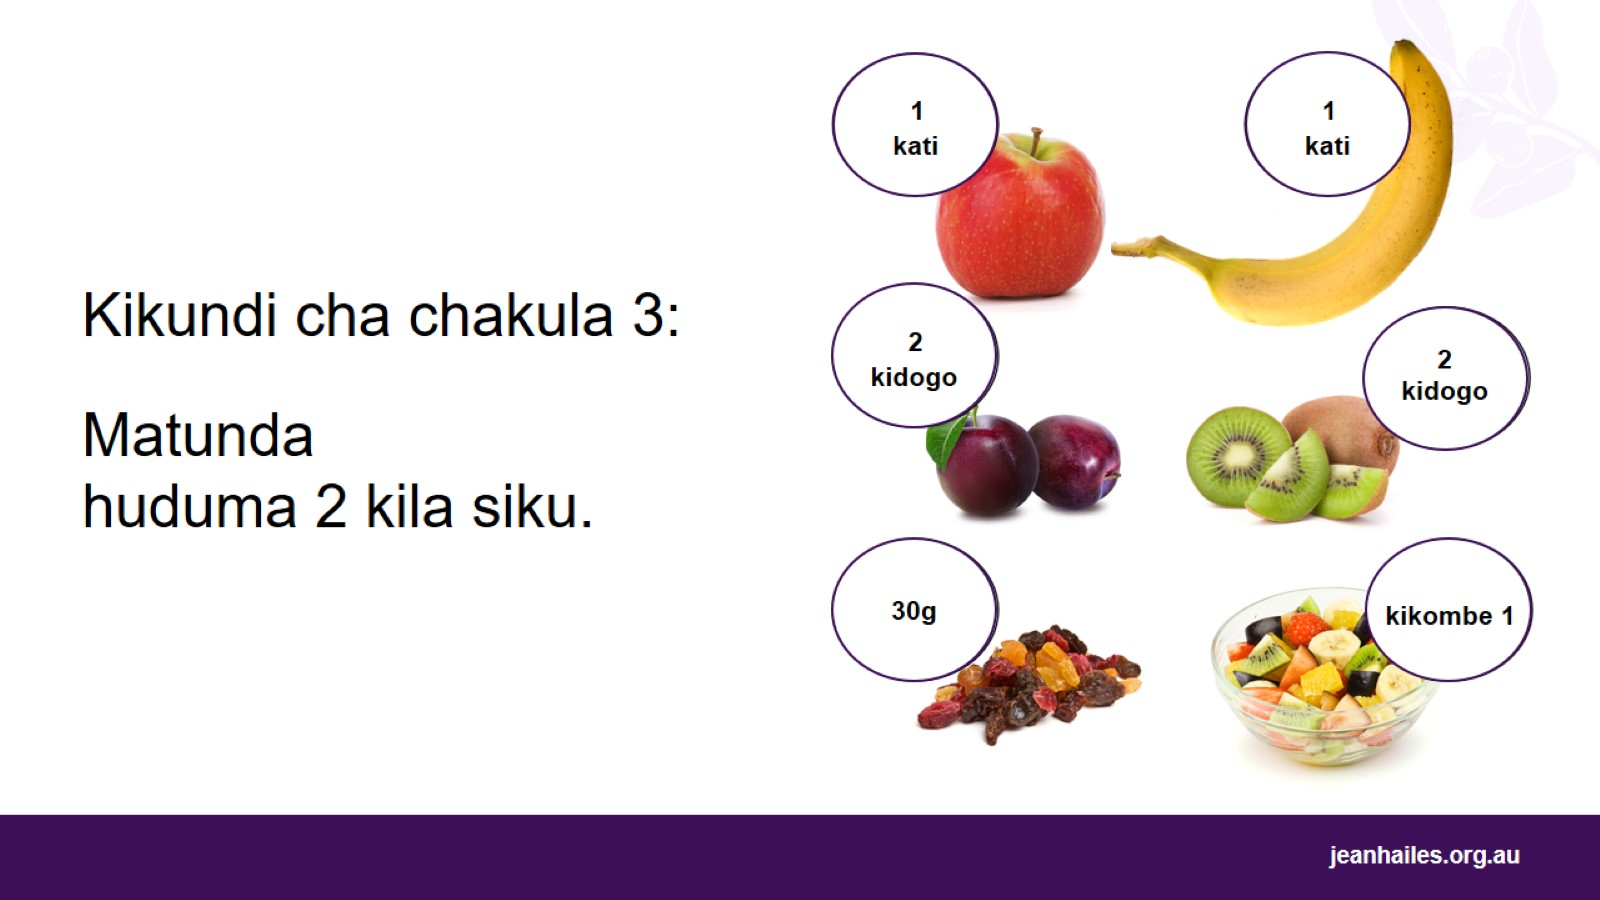 Kikundi cha chakula 3:
Matunda
huduma 2 kila siku.
1
kati
1
kati
2
kidogo
2
kidogo
30g
kikombe 1
jeanhailes.org.au